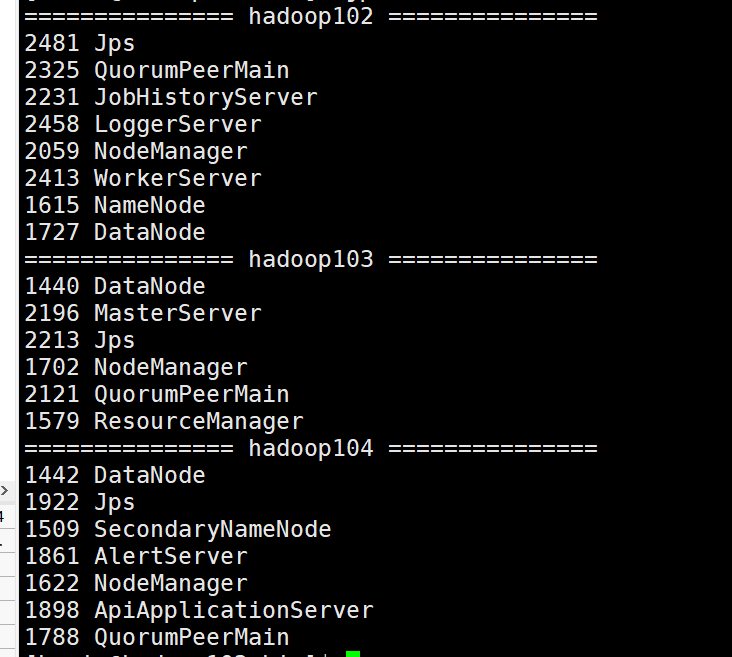 =============== hadoop102 ===============
2481 Jps
2325 QuorumPeerMain
2231 JobHistoryServer
2458 LoggerServer
2059 NodeManager
2413 WorkerServer
1615 NameNode
1727 DataNode
=============== hadoop103 ===============
1440 DataNode
2196 MasterServer
2213 Jps
1702 NodeManager
2121 QuorumPeerMain
1579 ResourceManager
=============== hadoop104 ===============
1442 DataNode
1922 Jps
1509 SecondaryNameNode
1861 AlertServer
1622 NodeManager
1898 ApiApplicationServer
1788 QuorumPeerMain